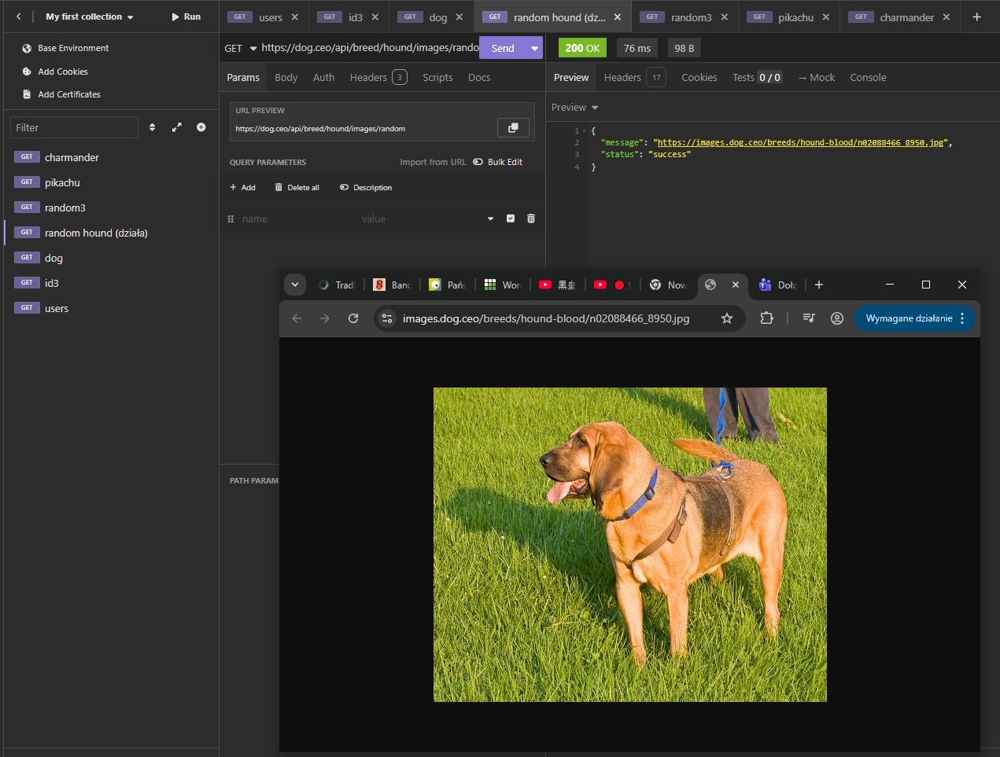 My first collection
Run
GET users
GET id3
GET dog
GET random hound (dz...
GET random3
GET pikachu
GET charmander
Base Environment
Add Cookies
Add Certificates
Filter
GET charmander
GET pikachu
GET random3
GET random hound (działa)
GET dog
GET id3
GET users
GET https://dog.ceo/api/breed/hound/images/rando
Send
200 OK
76 ms
98 B
Params Body Auth Headers 3 Scripts Docs
URL PREVIEW
https://dog.ceo/api/breed/hound/images/random
QUERY PARAMETERS Import from URL Bulk Edit
+ Add Delete all Description
name value
PATH PARAM
Preview Headers 17 Cookies Tests 0 / 0 → Mock Console
Preview
1 {
2 "message": "https://images.dog.ceo/breeds/hound-blood/n02088466_8950.jpg",
3 "status": "success"
4 }
Trad
Banc
Pańs
Wor
黒皇
Nov
Doła
images.dog.ceo/breeds/hound-blood/n02088466_8950.jpg
Wymagane działanie